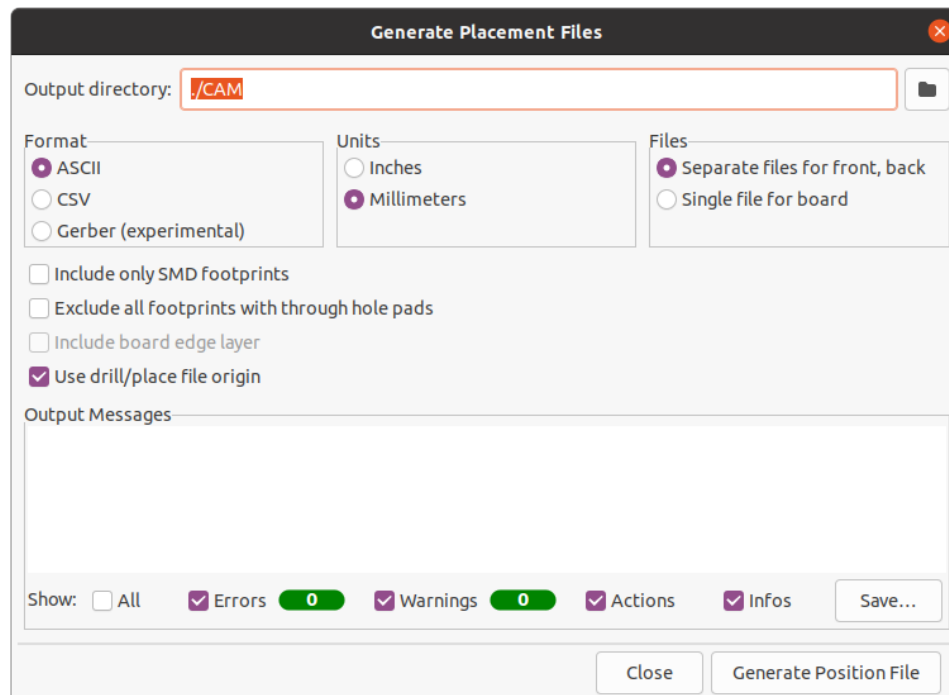 Generate Placement Files
Output directory: ./CAM
Format
ASCII
CSV
Gerber (experimental)
Units
Inches
Millimeters
Files
Separate files for front, back
Single file for board
Include only SMD footprints
Exclude all footprints with through hole pads
Include board edge layer
Use drill/place file origin
Output Messages
Show: All Errors 0 Warnings 0 Actions Infos Save...
Close Generate Position File